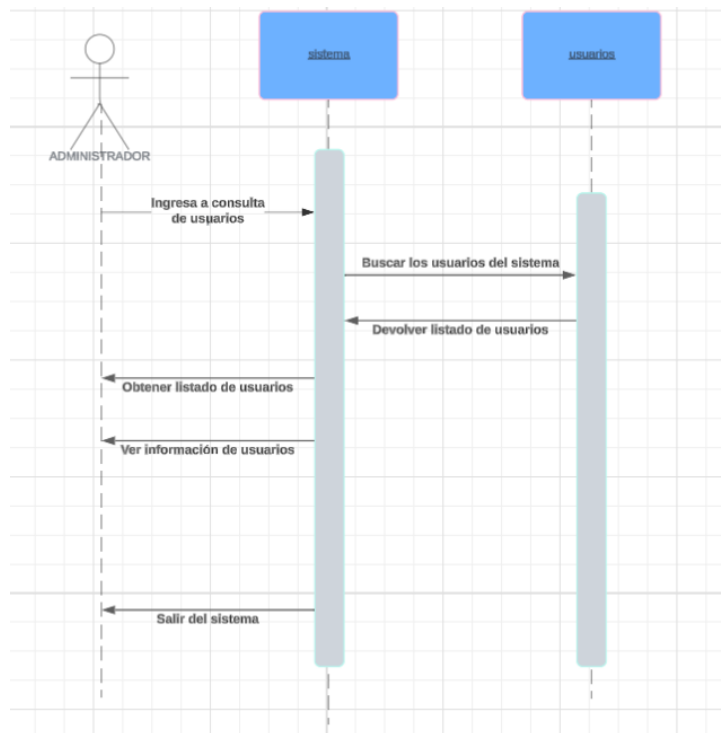 sistema
usuarios
ADMINISTRADOR
Ingresa a consulta
de usuarios
Buscar los usuarios del sistema
Devolver listado de usuarios
Obtener listado de usuarios
Ver información de usuarios
Salir del sistema